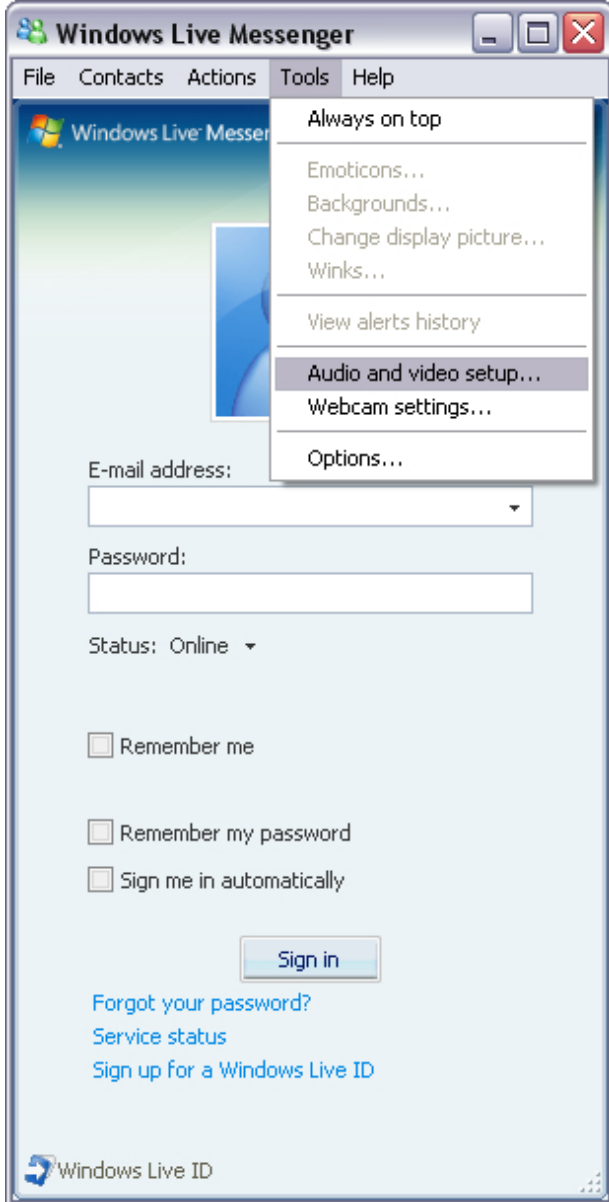 Windows Live Messenger
File Contacts Actions Tools Help
Windows Live Messen
Always on top
Emoticons...
Backgrounds...
Change display picture...
Winks...
View alerts history
Audio and video setup...
Webcam settings...
Options...
E-mail address:
Password:
Status: Online
Remember me
Remember my password
Sign me in automatically
Sign in
Forgot your password?
Service status
Sign up for a Windows Live ID
Windows Live ID